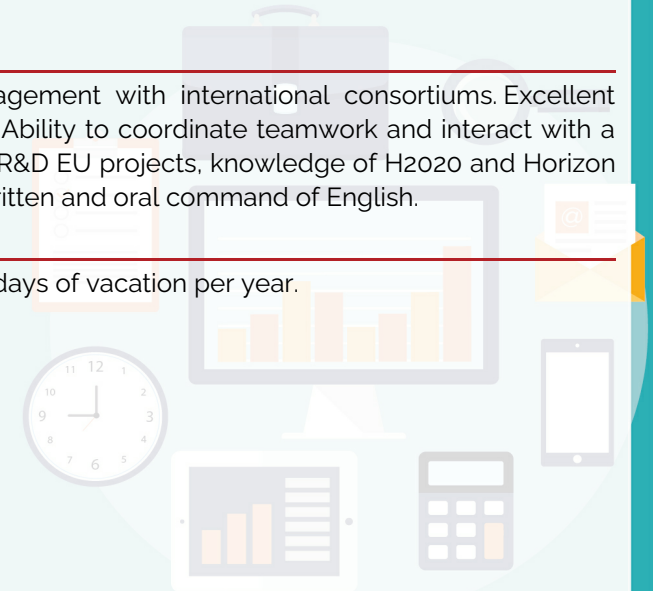 agement with international consortiums. Excellent
Ability to coordinate teamwork and interact with a
R&D EU projects, knowledge of H2020 and Horizon
itten and oral command of English.
days of vacation per year.
@
11 12 1
10 2
9 3
8 4
7 6 5